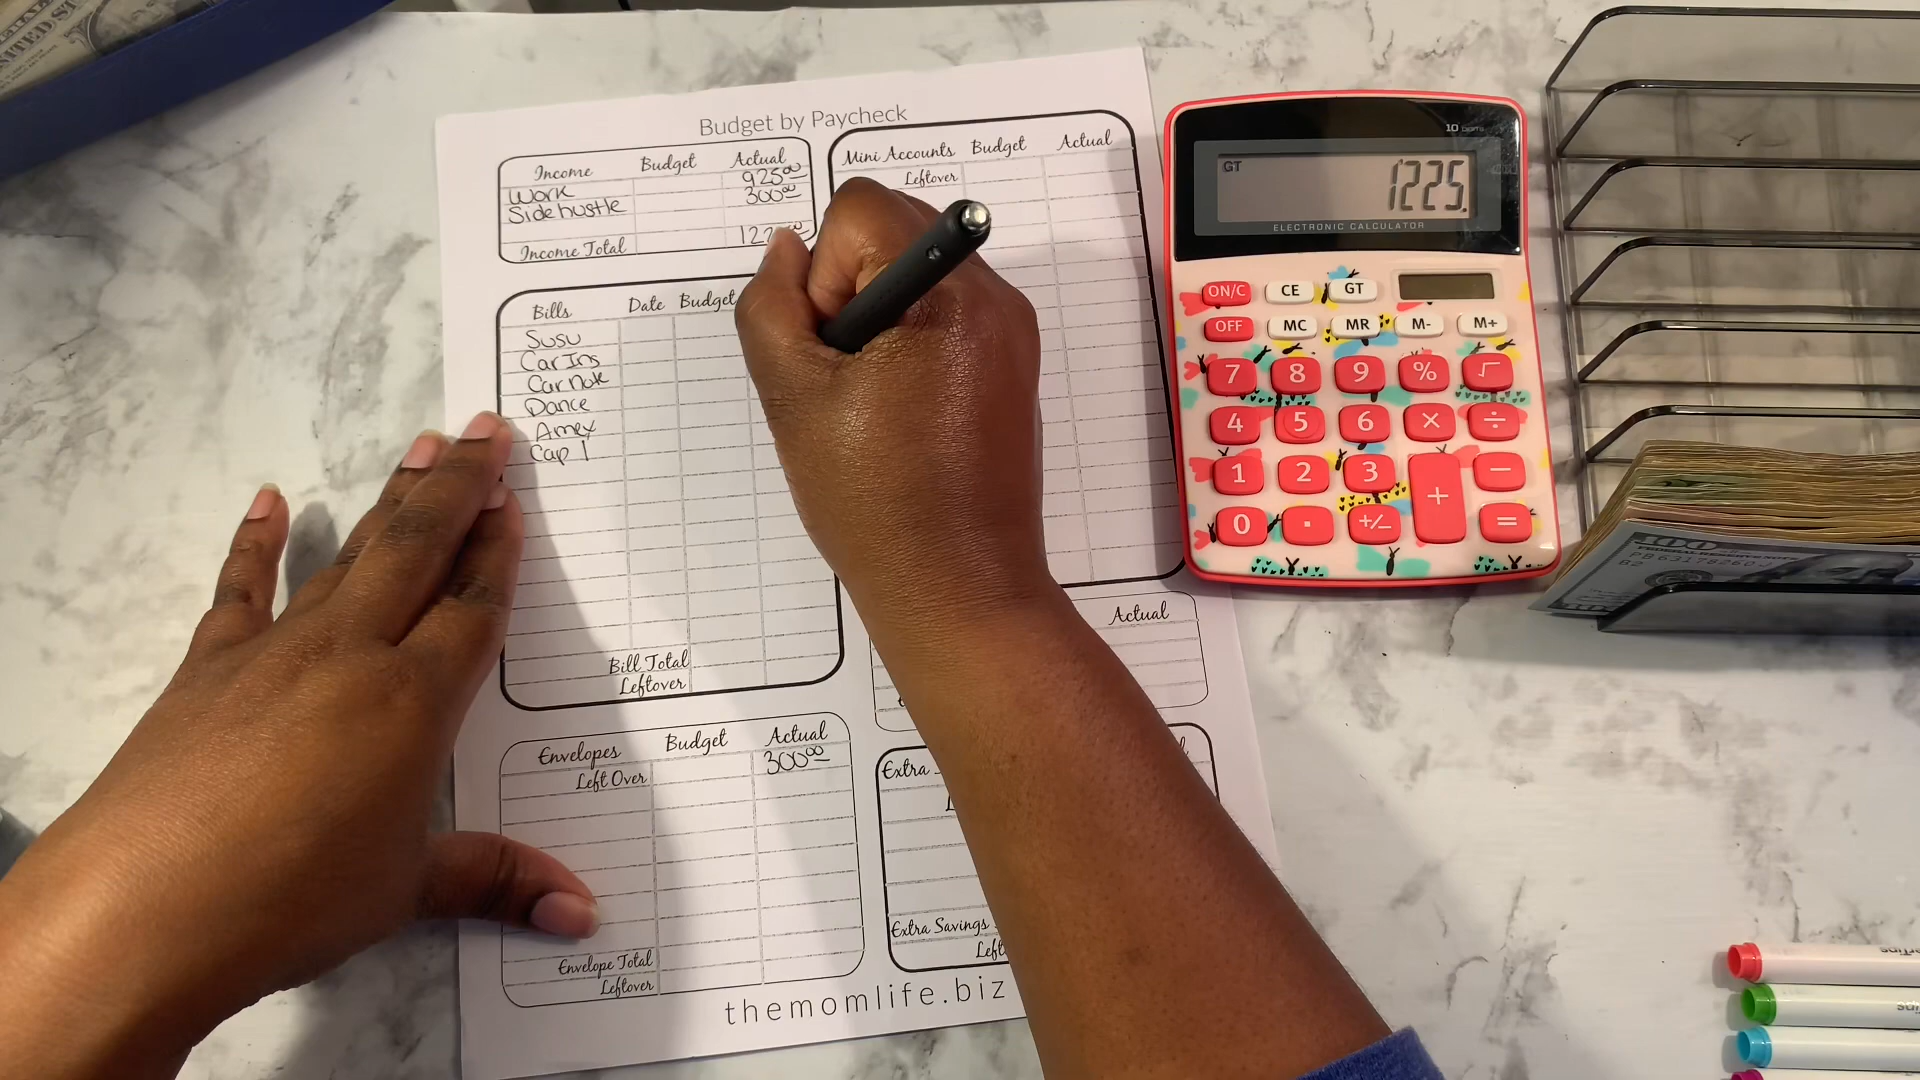 Budget by Paycheck
Income Budget Actual
Work 925.00
Side hustle 300.00
Income Total
Bills Date Budget
Susu
Car Ins
Car Note
Dance
Amex
Cap 1
Bill Total
Leftover
Envelopes Budget Actual
Left Over 300.00
Envelope Total
Leftover
Mini Accounts Budget Actual
Leftover
Actual
Extra
Extra Savings
themomlife.biz
10 DIGITS
GT
1225.
ELECTRONIC CALCULATOR
ON/C CE GT
OFF MC MR M- M+
7 8 9 % √
4 5 6 × ÷
1 2 3 + −
0 . +/− =
100